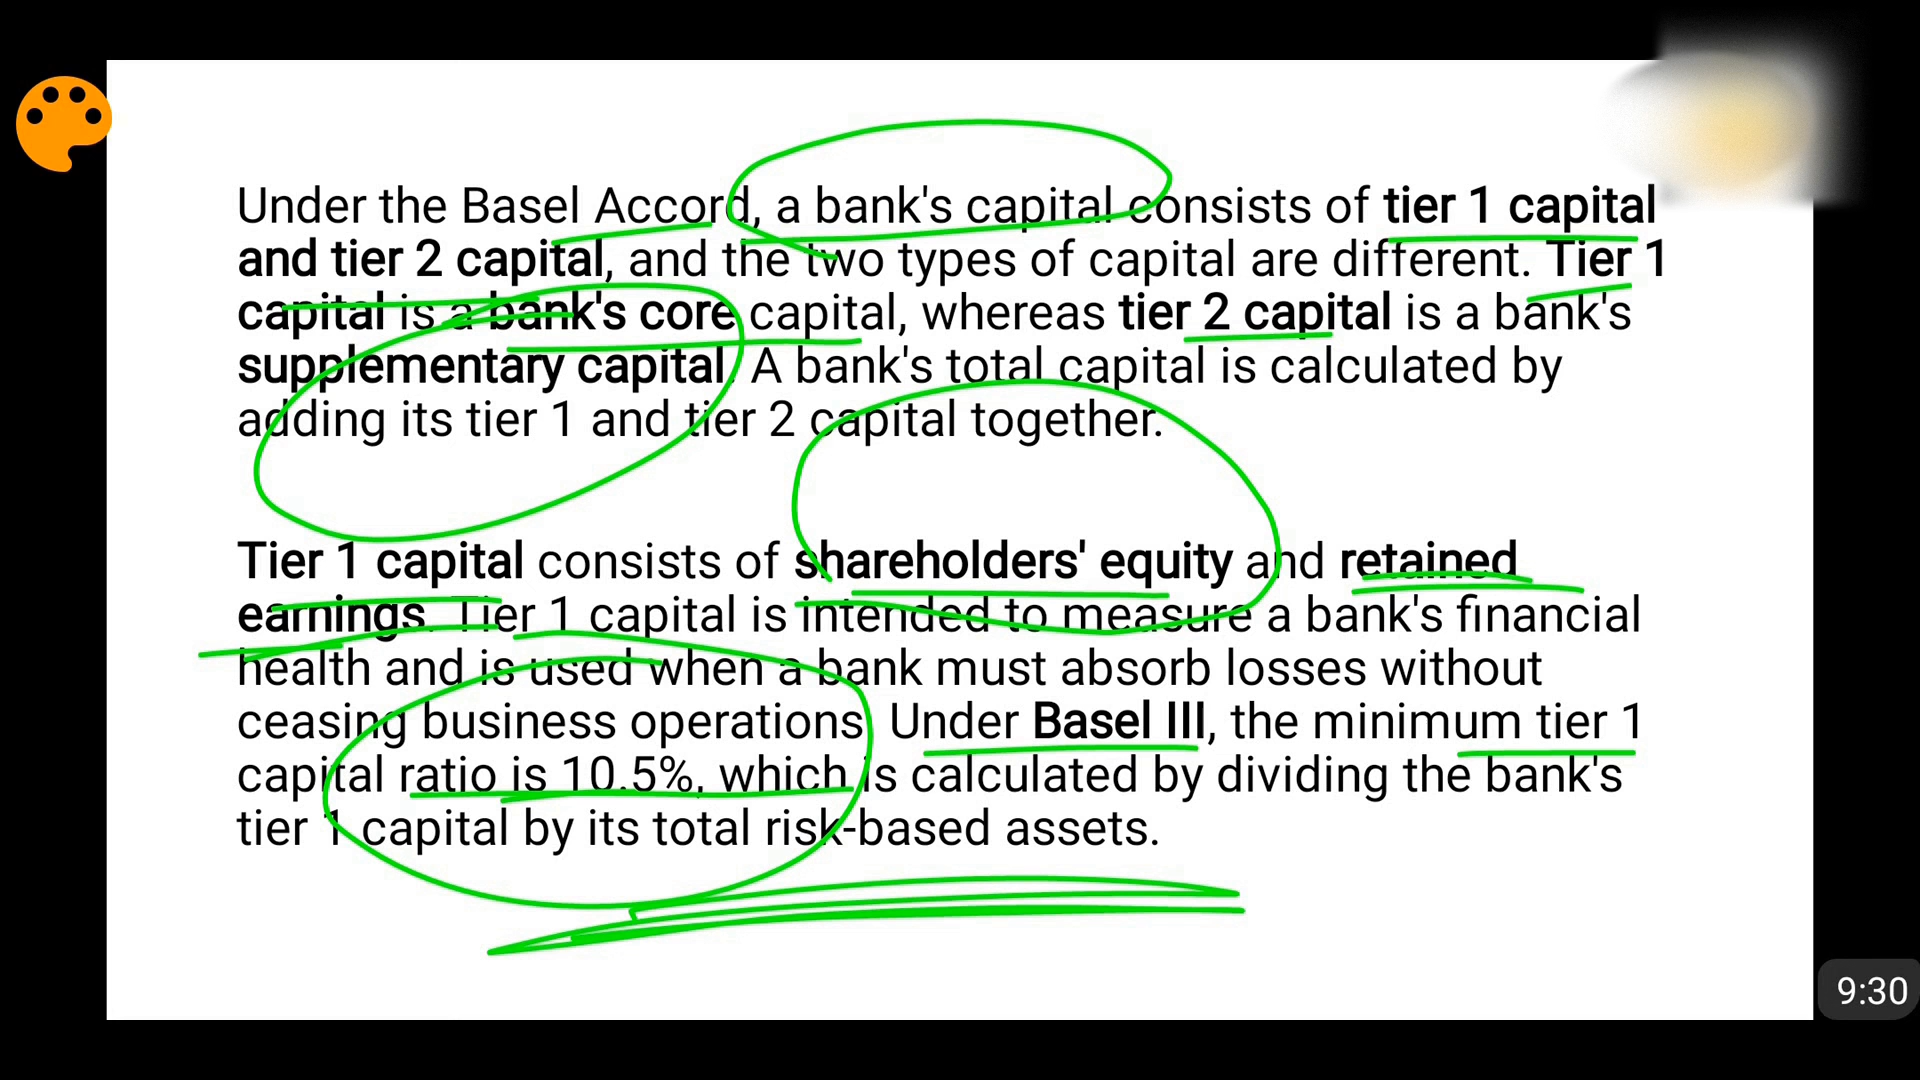 Under the Basel Accord, a bank's capital consists of tier 1 capital
and tier 2 capital, and the two types of capital are different. Tier 1
capital is a bank's core capital, whereas tier 2 capital is a bank's
supplementary capital. A bank's total capital is calculated by
adding its tier 1 and tier 2 capital together.
Tier 1 capital consists of shareholders' equity and retained
earnings. Tier 1 capital is intended to measure a bank's financial
health and is used when a bank must absorb losses without
ceasing business operations. Under Basel III, the minimum tier 1
capital ratio is 10.5%, which is calculated by dividing the bank's
tier 1 capital by its total risk-based assets.
9:30